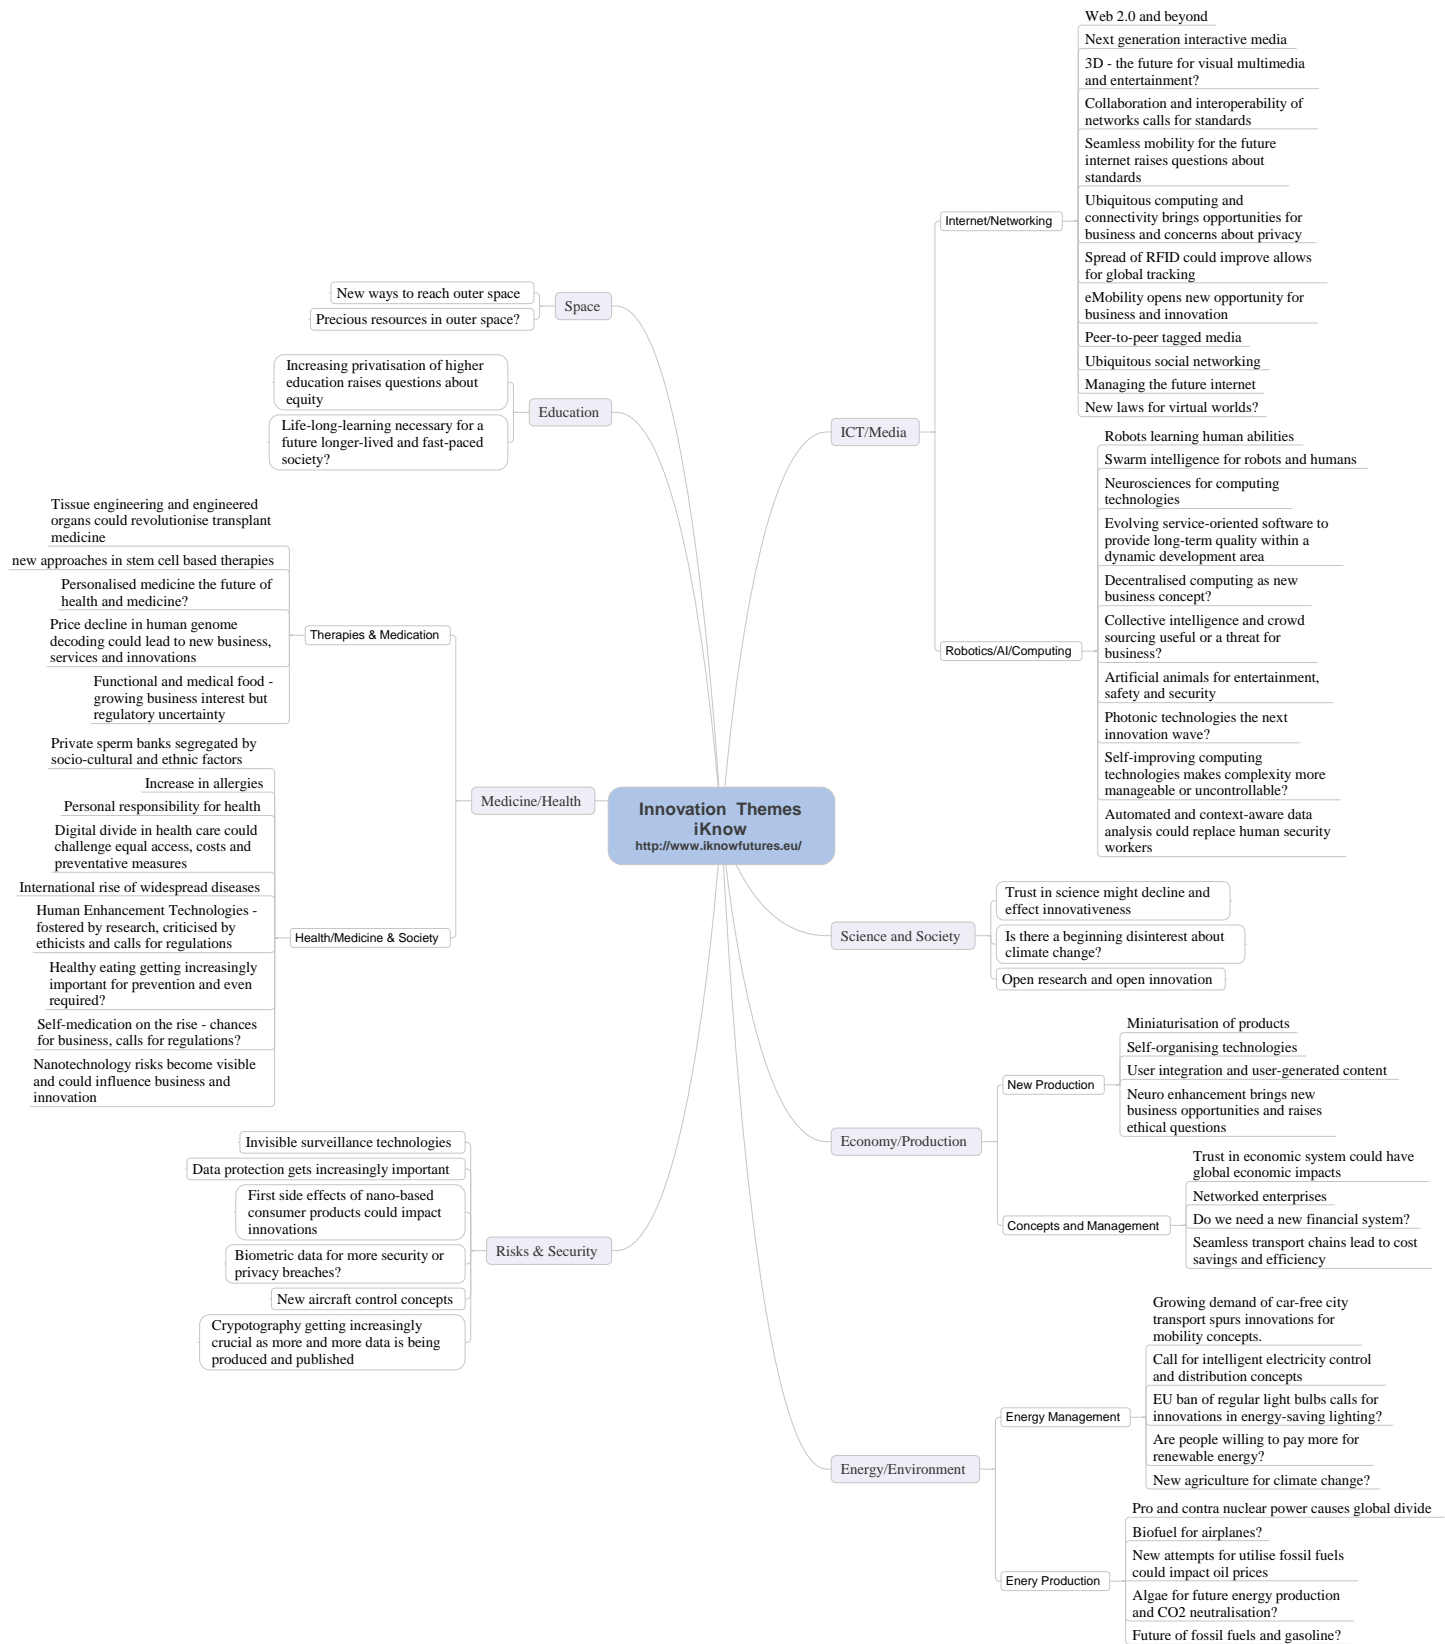 Innovation  Themes
iKnow
http://www.iknowfutures.eu/
ICT/Media
Internet/Networking
Web 2.0 and beyond
Next generation interactive media
3D - the future for visual multimedia
and entertainment?
Collaboration and interoperability of
networks calls for standards
Seamless mobility for the future
internet raises questions about
standards
Ubiquitous computing and
connectivity brings opportunities for
business and concerns about privacy
Spread of RFID could improve allows
for global tracking
eMobility opens new opportunity for
business and innovation
Peer-to-peer tagged media
Ubiquitous social networking
Managing the future internet
New laws for virtual worlds?
Robotics/AI/Computing
Robots learning human abilities
Swarm intelligence for robots and humans
Neurosciences for computing
technologies
Evolving service-oriented software to
provide long-term quality within a
dynamic development area
Decentralised computing as new
business concept?
Collective intelligence and crowd
sourcing useful or a threat for
business?
Artificial animals for entertainment,
safety and security
Photonic technologies the next
innovation wave?
Self-improving computing
technologies makes complexity more
manageable or uncontrollable?
Automated and context-aware data
analysis could replace human security
workers
Science and Society
Trust in science might decline and
effect innovativeness
Is there a beginning disinterest about
climate change?
Open research and open innovation
Economy/Production
New Production
Miniaturisation of products
Self-organising technologies
User integration and user-generated content
Neuro enhancement brings new
business opportunities and raises
ethical questions
Concepts and Management
Trust in economic system could have
global economic impacts
Networked enterprises
Do we need a new financial system?
Seamless transport chains lead to cost
savings and efficiency
Energy/Environment
Energy Management
Growing demand of car-free city
transport spurs innovations for
mobility concepts.
Call for intelligent electricity control
and distribution concepts
EU ban of regular light bulbs calls for
innovations in energy-saving lighting?
Are people willing to pay more for
renewable energy?
New agriculture for climate change?
Enery Production
Pro and contra nuclear power causes global divide
Biofuel for airplanes?
New attempts for utilise fossil fuels
could impact oil prices
Algae for future energy production
and CO2 neutralisation?
Future of fossil fuels and gasoline?
Space
New ways to reach outer space
Precious resources in outer space?
Education
Increasing privatisation of higher
education raises questions about
equity
Life-long-learning necessary for a
future longer-lived and fast-paced
society?
Medicine/Health
Therapies & Medication
Tissue engineering and engineered
organs could revolutionise transplant
medicine
new approaches in stem cell based therapies
Personalised medicine the future of
health and medicine?
Price decline in human genome
decoding could lead to new business,
services and innovations
Functional and medical food -
growing business interest but
regulatory uncertainty
Health/Medicine & Society
Private sperm banks segregated by
socio-cultural and ethnic factors
Increase in allergies
Personal responsibility for health
Digital divide in health care could
challenge equal access, costs and
preventative measures
International rise of widespread diseases
Human Enhancement Technologies -
fostered by research, criticised by
ethicists and calls for regulations
Healthy eating getting increasingly
important for prevention and even
required?
Self-medication on the rise - chances
for business, calls for regulations?
Nanotechnology risks become visible
and could influence business and
innovation
Risks & Security
Invisible surveillance technologies
Data protection gets increasingly important
First side effects of nano-based
consumer products could impact
innovations
Biometric data for more security or
privacy breaches?
New aircraft control concepts
Crypotography getting increasingly
crucial as more and more data is being
produced and published